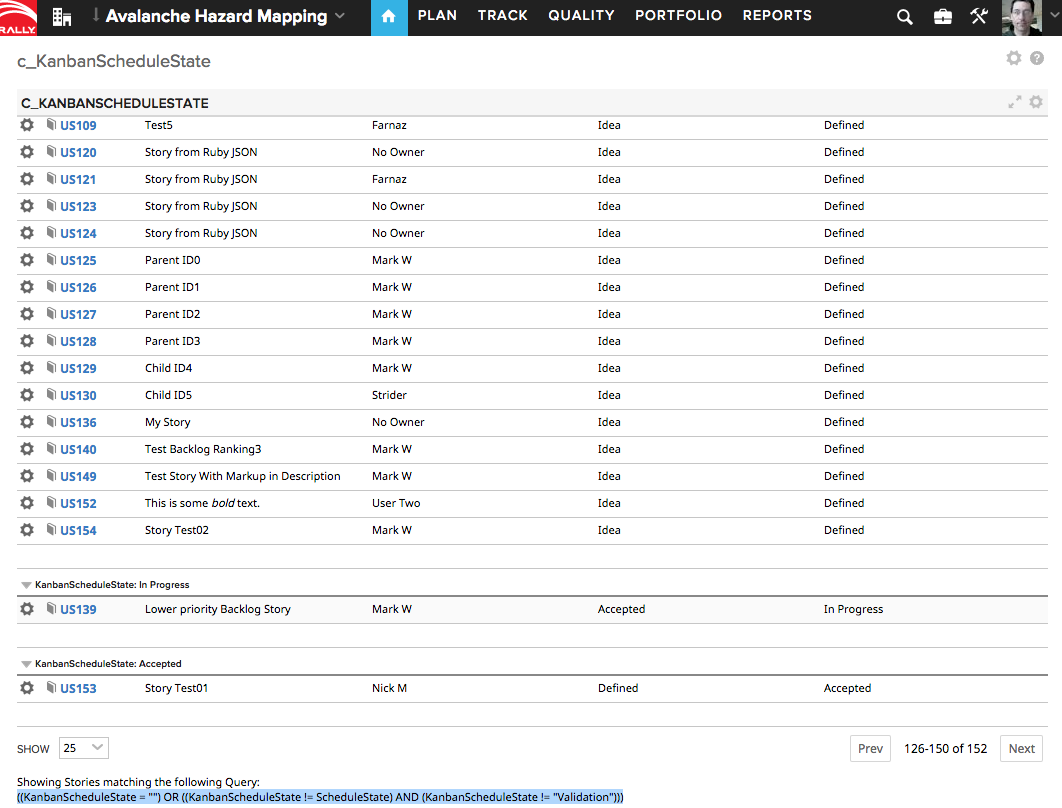 RALLY Avalanche Hazard Mapping PLAN TRACK QUALITY PORTFOLIO REPORTS
c_KanbanScheduleState
C_KANBANSCHEDULESTATE
US109 Test5 Farnaz Idea Defined
US120 Story from Ruby JSON No Owner Idea Defined
US121 Story from Ruby JSON Farnaz Idea Defined
US123 Story from Ruby JSON No Owner Idea Defined
US124 Story from Ruby JSON No Owner Idea Defined
US125 Parent ID0 Mark W Idea Defined
US126 Parent ID1 Mark W Idea Defined
US127 Parent ID2 Mark W Idea Defined
US128 Parent ID3 Mark W Idea Defined
US129 Child ID4 Mark W Idea Defined
US130 Child ID5 Strider Idea Defined
US136 My Story No Owner Idea Defined
US140 Test Backlog Ranking3 Mark W Idea Defined
US149 Test Story With Markup in Description Mark W Idea Defined
US152 This is some bold text. User Two Idea Defined
US154 Story Test02 Mark W Idea Defined
KanbanScheduleState: In Progress
US139 Lower priority Backlog Story Mark W Accepted In Progress
KanbanScheduleState: Accepted
US153 Story Test01 Nick M Defined Accepted
SHOW 25 Prev 126-150 of 152 Next
Showing Stories matching the following Query:
((KanbanScheduleState = "") OR ((KanbanScheduleState != ScheduleState) AND (KanbanScheduleState != "Validation")))